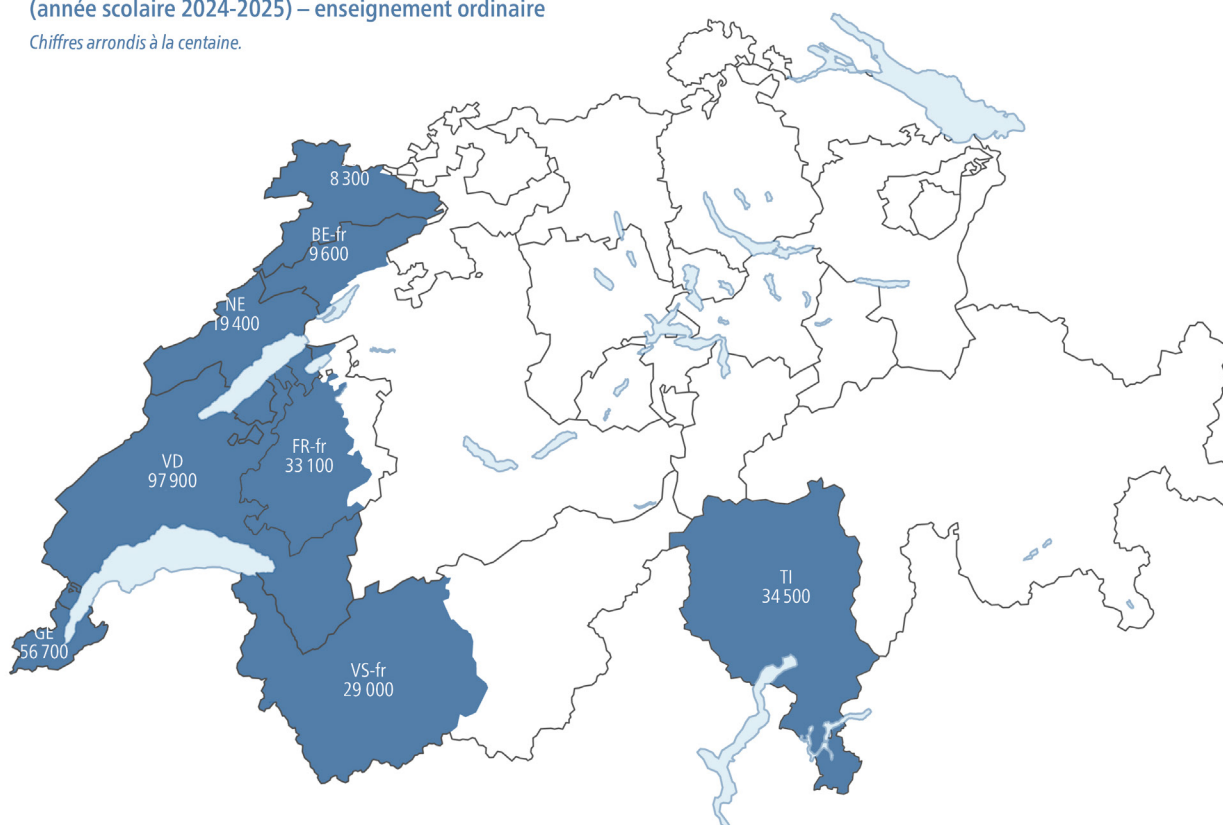 (année scolaire 2024-2025) – enseignement ordinaire
Chiffres arrondis à la centaine.
8 300
BE-fr
9 600
NE
19 400
FR-fr
33 100
VD
97 900
TI
34 500
GE
56 700
VS-fr
29 000